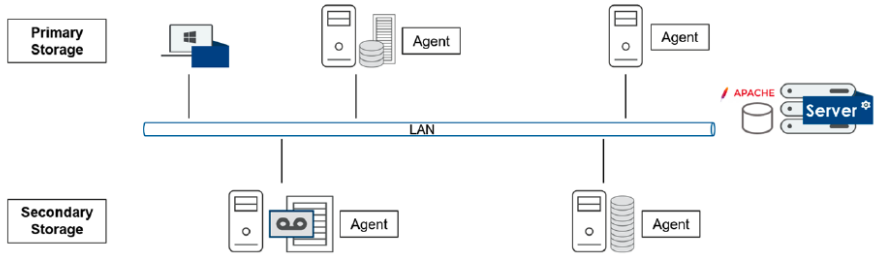 Primary
Storage
Agent
Agent
APACHE
Server
LAN
Secondary
Storage
Agent
Agent